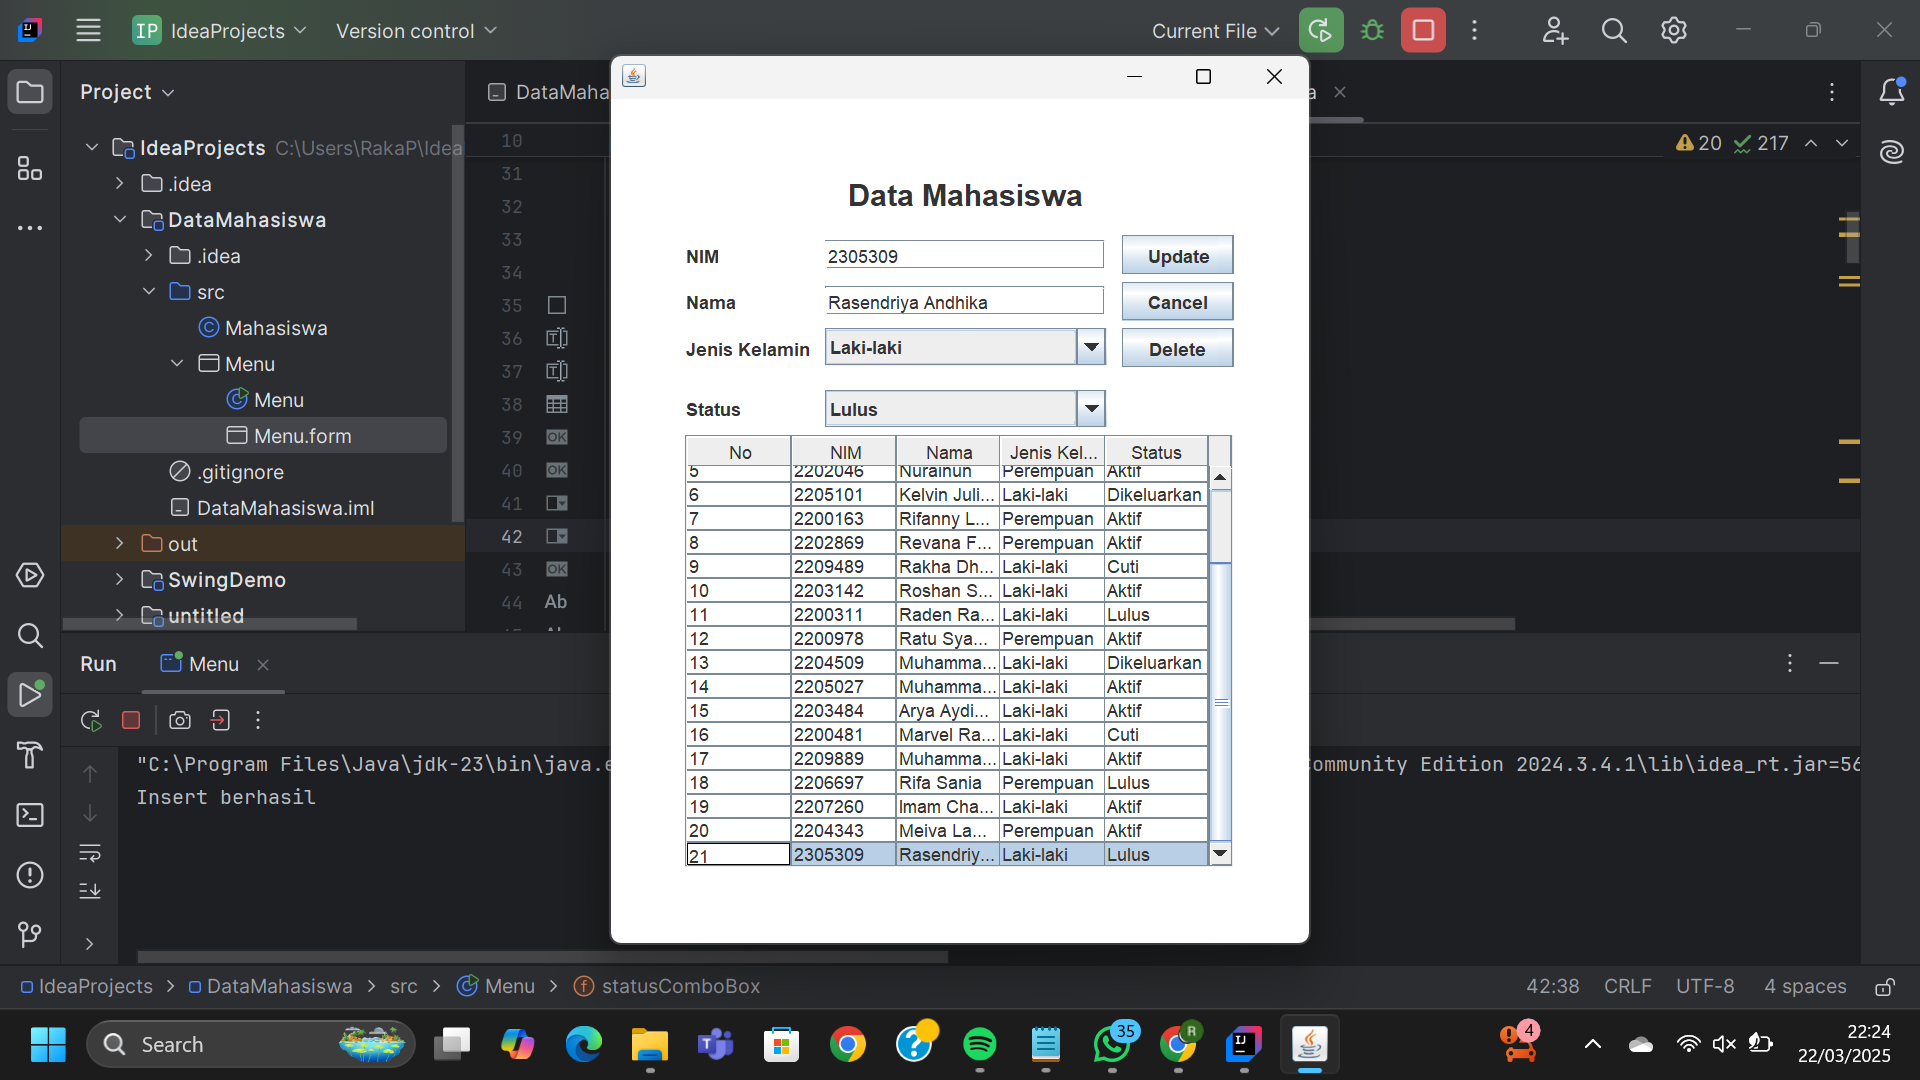 IP IdeaProjects
Version control
Current File
Project
DataMaha
a
IdeaProjects C:\Users\RakaP\Idea
.idea
DataMahasiswa
.idea
src
Mahasiswa
Menu
Menu
Menu.form
.gitignore
DataMahasiswa.iml
out
SwingDemo
untitled
10
31
32
33
34
35
36
37
38
39 OK
40 OK
41
42
43 OK
44 Ab
20 217
Data Mahasiswa
NIM 2305309 Update
Nama Rasendriya Andhika Cancel
Jenis Kelamin Laki-laki Delete
Status Lulus
No NIM Nama Jenis Kel... Status
5 2202046 Nurainun Perempuan Aktif
6 2205101 Kelvin Juli... Laki-laki Dikeluarkan
7 2200163 Rifanny L... Perempuan Aktif
8 2202869 Revana F... Perempuan Aktif
9 2209489 Rakha Dh... Laki-laki Cuti
10 2203142 Roshan S... Laki-laki Aktif
11 2200311 Raden Ra... Laki-laki Lulus
12 2200978 Ratu Sya... Perempuan Aktif
13 2204509 Muhamma... Laki-laki Dikeluarkan
14 2205027 Muhamma... Laki-laki Aktif
15 2203484 Arya Aydi... Laki-laki Aktif
16 2200481 Marvel Ra... Laki-laki Cuti
17 2209889 Muhamma... Laki-laki Aktif
18 2206697 Rifa Sania Perempuan Lulus
19 2207260 Imam Cha... Laki-laki Aktif
20 2204343 Meiva La... Perempuan Aktif
21 2305309 Rasendriy... Laki-laki Lulus
Run Menu
"C:\Program Files\Java\jdk-23\bin\java.e
ommunity Edition 2024.3.4.1\lib\idea_rt.jar=56
Insert berhasil
IdeaProjects > DataMahasiswa > src > Menu > statusComboBox
42:38 CRLF UTF-8 4 spaces
Search
35
R
4
22:24
22/03/2025